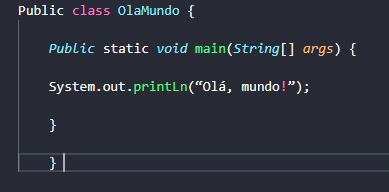 Public class OlaMundo {
Public static void main(String[] args) {
System.out.printLn(“Olá, mundo!”);
}
}